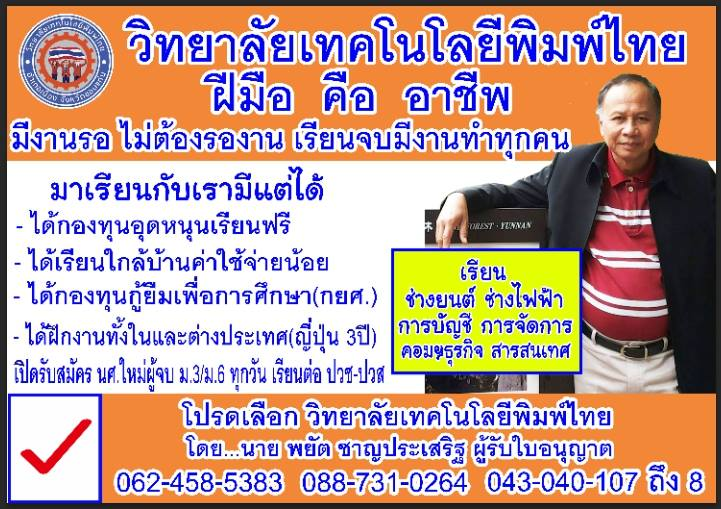 วิทยาลัยเทคโนโลยีพิมพ์ไทย
ฝีมือ คือ อาชีพ
มีงานรอ ไม่ต้องรองาน เรียนจบมีงานทำทุกคน
มาเรียนกับเรามีแต่ได้
- ได้กองทุนอุดหนุนเรียนฟรี
- ได้เรียนใกล้บ้านค่าใช้จ่ายน้อย
- ได้กองทุนกู้ยืมเพื่อการศึกษา(กยศ.)
- ได้ฝึกงานทั้งในและต่างประเทศ(ญี่ปุ่น 3ปี)
เปิดรับสมัคร นศ.ใหม่ผู้จบ ม.3/ม.6 ทุกวัน เรียนต่อ ปวช-ปวส
FOREST · YUNNAN
เรียน
ช่างยนต์ ช่างไฟฟ้า
การบัญชี การจัดการ
คอมฯธุรกิจ สารสนเทศ
โปรดเลือก วิทยาลัยเทคโนโลยีพิมพ์ไทย
โดย...นาย พยัต ชาญประเสริฐ ผู้รับใบอนุญาต
062-458-5383 088-731-0264 043-040-107 ถึง 8